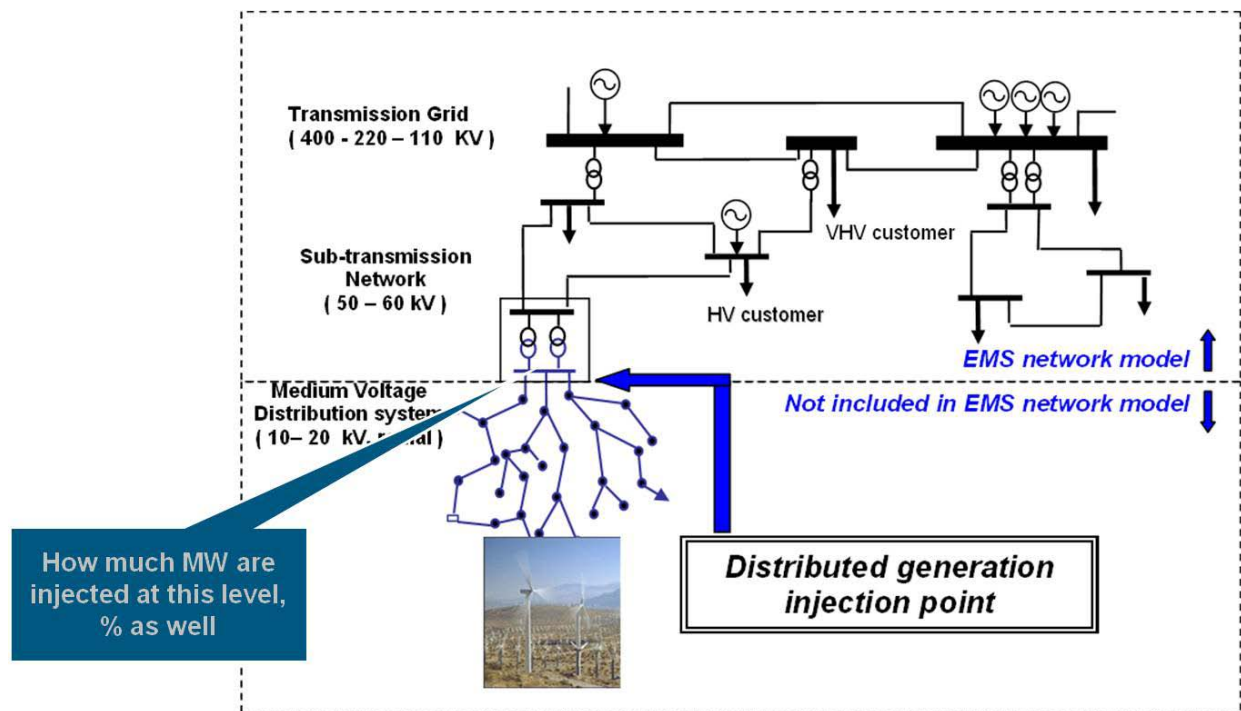 Transmission Grid
( 400 - 220 – 110 KV )
Sub-transmission
Network
( 50 – 60 kV )
VHV customer
HV customer
EMS network model
Not included in EMS network model
Medium Voltage
Distribution system
( 10– 20 kV,
How much MW are
injected at this level,
% as well
Distributed generation
injection point